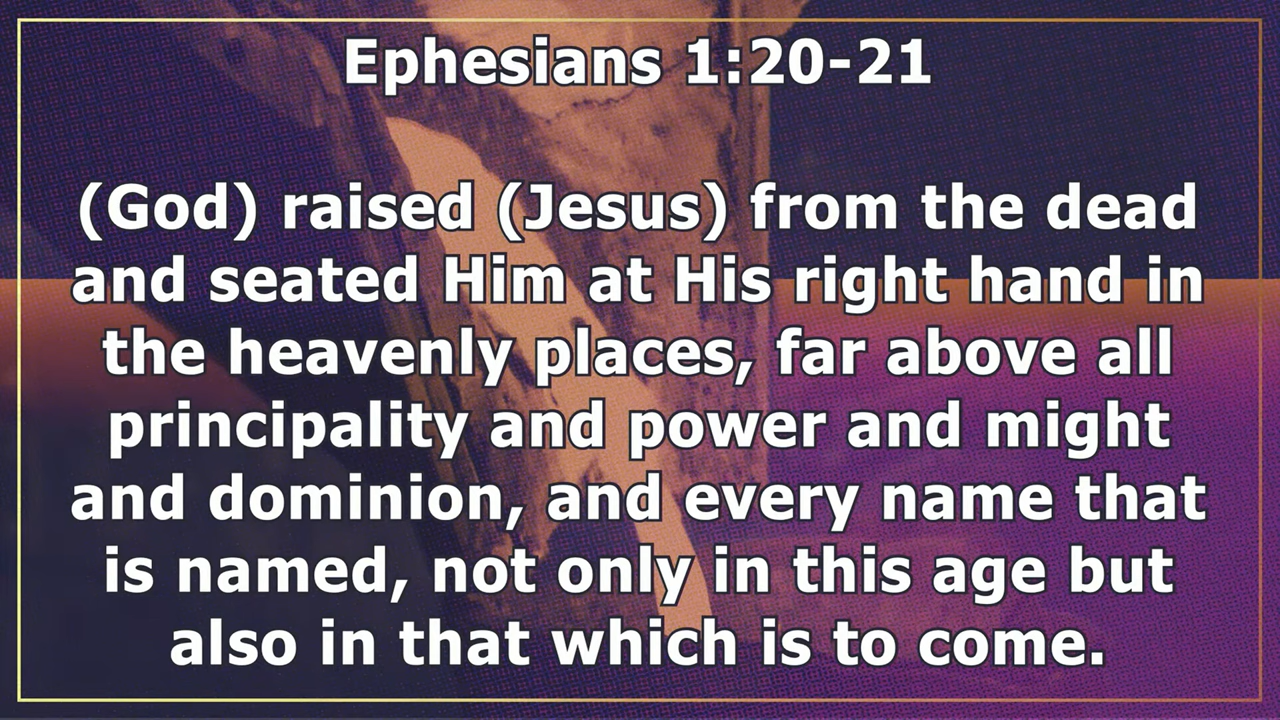 Ephesians 1:20-21
(God) raised (Jesus) from the dead
and seated Him at His right hand in
the heavenly places, far above all
principality and power and might
and dominion, and every name that
is named, not only in this age but
also in that which is to come.